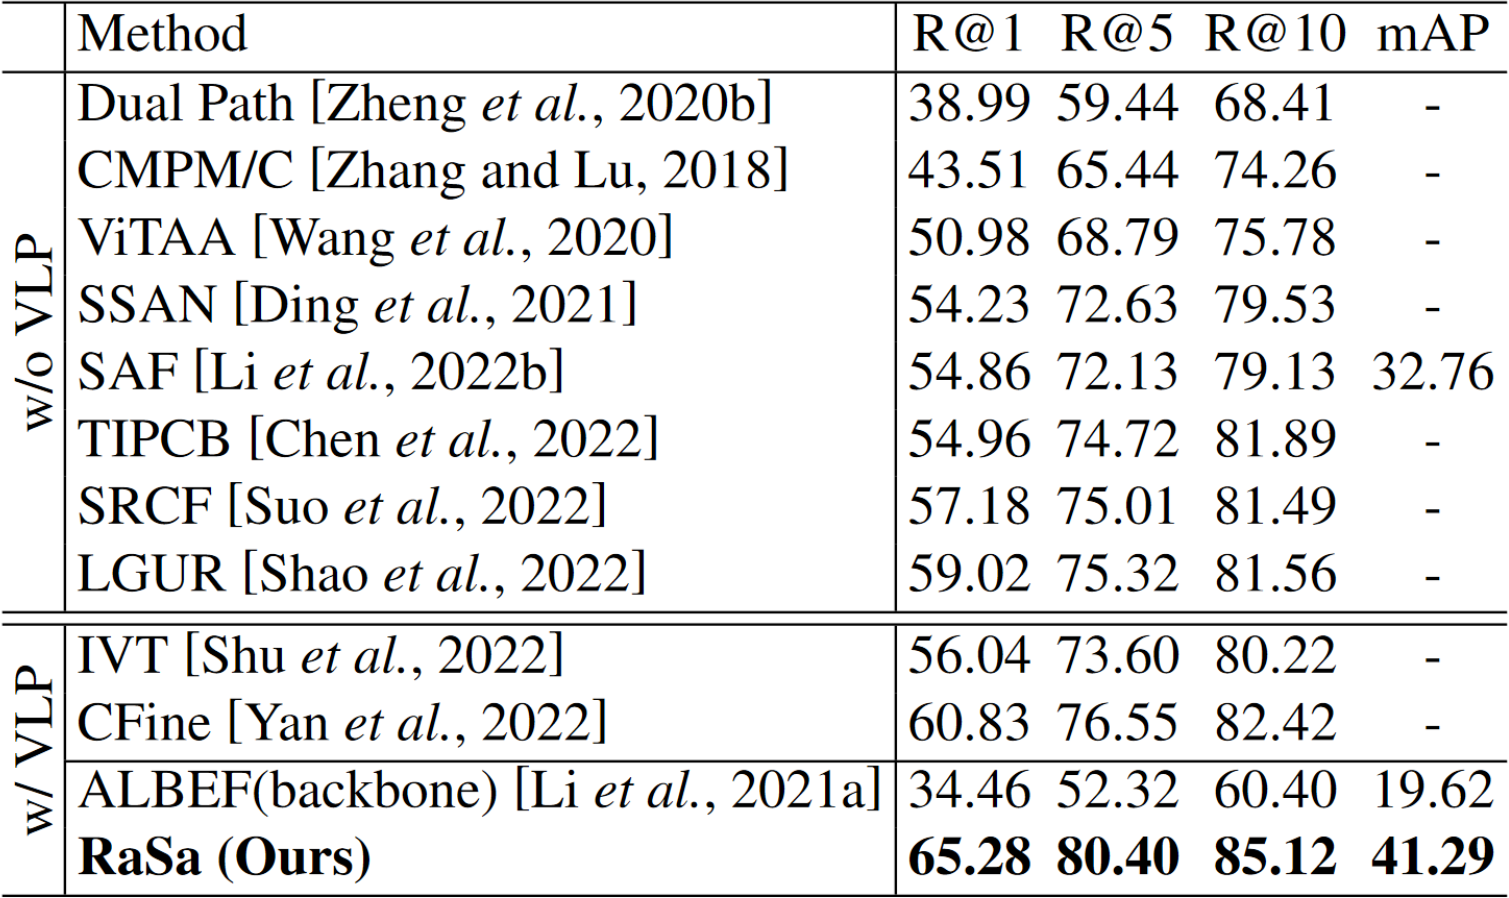 Method R@1 R@5 R@10 mAP
w/o VLP
Dual Path [Zheng et al., 2020b] 38.99 59.44 68.41 -
CMPM/C [Zhang and Lu, 2018] 43.51 65.44 74.26 -
ViTAA [Wang et al., 2020] 50.98 68.79 75.78 -
SSAN [Ding et al., 2021] 54.23 72.63 79.53 -
SAF [Li et al., 2022b] 54.86 72.13 79.13 32.76
TIPCB [Chen et al., 2022] 54.96 74.72 81.89 -
SRCF [Suo et al., 2022] 57.18 75.01 81.49 -
LGUR [Shao et al., 2022] 59.02 75.32 81.56 -
w/ VLP
IVT [Shu et al., 2022] 56.04 73.60 80.22 -
CFine [Yan et al., 2022] 60.83 76.55 82.42 -
ALBEF(backbone) [Li et al., 2021a] 34.46 52.32 60.40 19.62
RaSa (Ours) 65.28 80.40 85.12 41.29